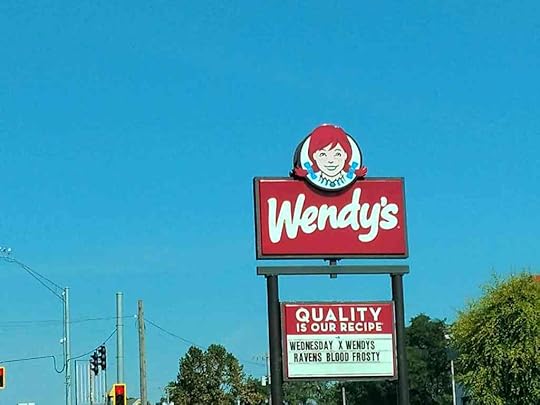 Wendy's
QUALITY
IS OUR RECIPE
WEDNESDAY X WENDYS
RAVENS BLOOD FROSTY